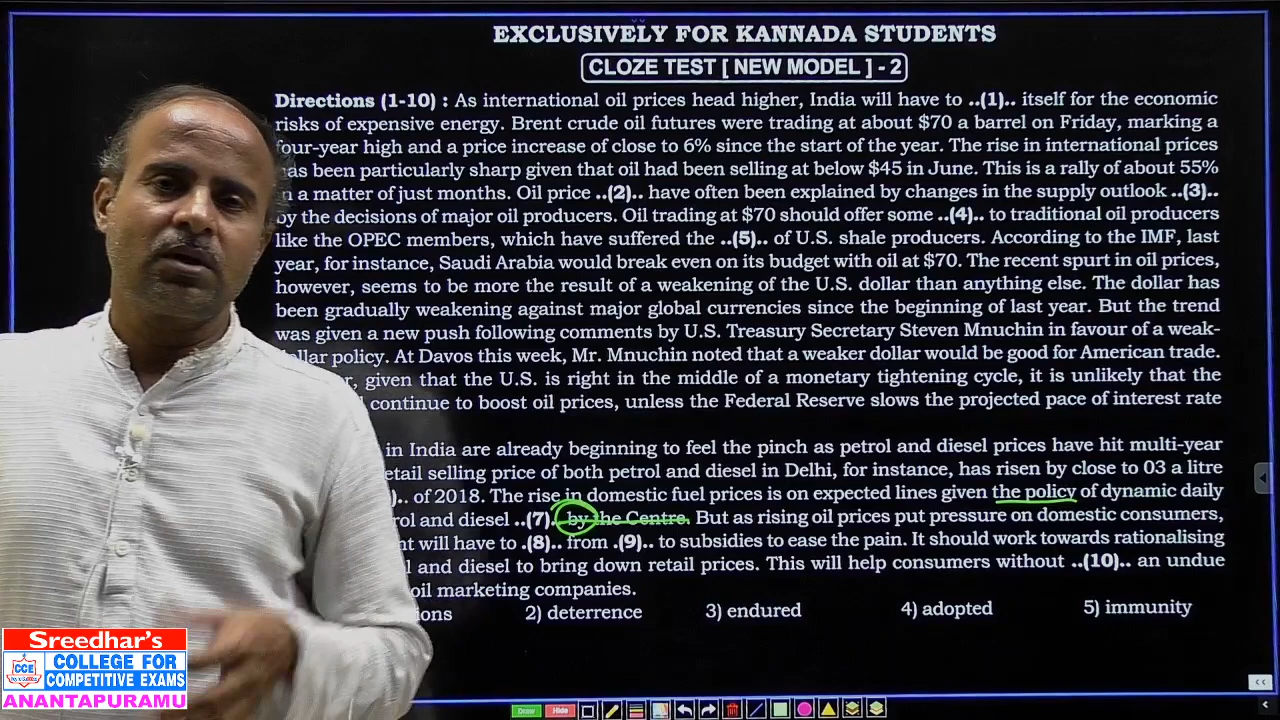 EXCLUSIVELY FOR KANNADA STUDENTS
CLOZE TEST [ NEW MODEL ] - 2
Directions (1-10) : As international oil prices head higher, India will have to ..(1).. itself for the economic
risks of expensive energy. Brent crude oil futures were trading at about $70 a barrel on Friday, marking a
four-year high and a price increase of close to 6% since the start of the year. The rise in international prices
has been particularly sharp given that oil had been selling at below $45 in June. This is a rally of about 55%
in a matter of just months. Oil price ..(2).. have often been explained by changes in the supply outlook ..(3)..
by the decisions of major oil producers. Oil trading at $70 should offer some ..(4).. to traditional oil producers
like the OPEC members, which have suffered the ..(5).. of U.S. shale producers. According to the IMF, last
year, for instance, Saudi Arabia would break even on its budget with oil at $70. The recent spurt in oil prices,
however, seems to be more the result of a weakening of the U.S. dollar than anything else. The dollar has
been gradually weakening against major global currencies since the beginning of last year. But the trend
was given a new push following comments by U.S. Treasury Secretary Steven Mnuchin in favour of a weak-
dollar policy. At Davos this week, Mr. Mnuchin noted that a weaker dollar would be good for American trade.
r, given that the U.S. is right in the middle of a monetary tightening cycle, it is unlikely that the
continue to boost oil prices, unless the Federal Reserve slows the projected pace of interest rate
in India are already beginning to feel the pinch as petrol and diesel prices have hit multi-year
etail selling price of both petrol and diesel in Delhi, for instance, has risen by close to 03 a litre
).. of 2018. The rise in domestic fuel prices is on expected lines given the policy of dynamic daily
rol and diesel ..(7).. by the Centre. But as rising oil prices put pressure on domestic consumers,
nt will have to .(8).. from .(9).. to subsidies to ease the pain. It should work towards rationalising
l and diesel to bring down retail prices. This will help consumers without ..(10).. an undue
oil marketing companies.
ions 2) deterrence 3) endured 4) adopted 5) immunity
Sreedhar's
CCE
COLLEGE FOR
COMPETITIVE EXAMS
ANANTAPURAMU
Draw Hide